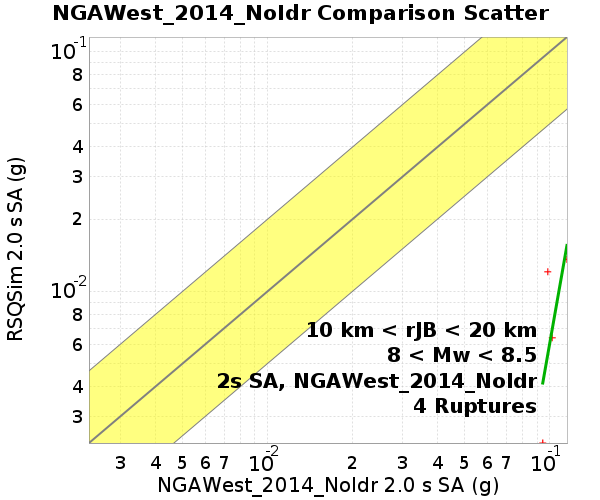 NGAWest_2014_NoIdr Comparison Scatter
RSQSim 2.0 s SA (g)
10⁻¹
8
6
4
3
2
10⁻²
8
6
4
3
10 km < rJB < 20 km
8 < Mw < 8.5
2s SA, NGAWest_2014_NoIdr
4 Ruptures
3 4 5 6 7 10⁻² 2 3 4 5 6 7 10⁻¹
NGAWest_2014_NoIdr 2.0 s SA (g)